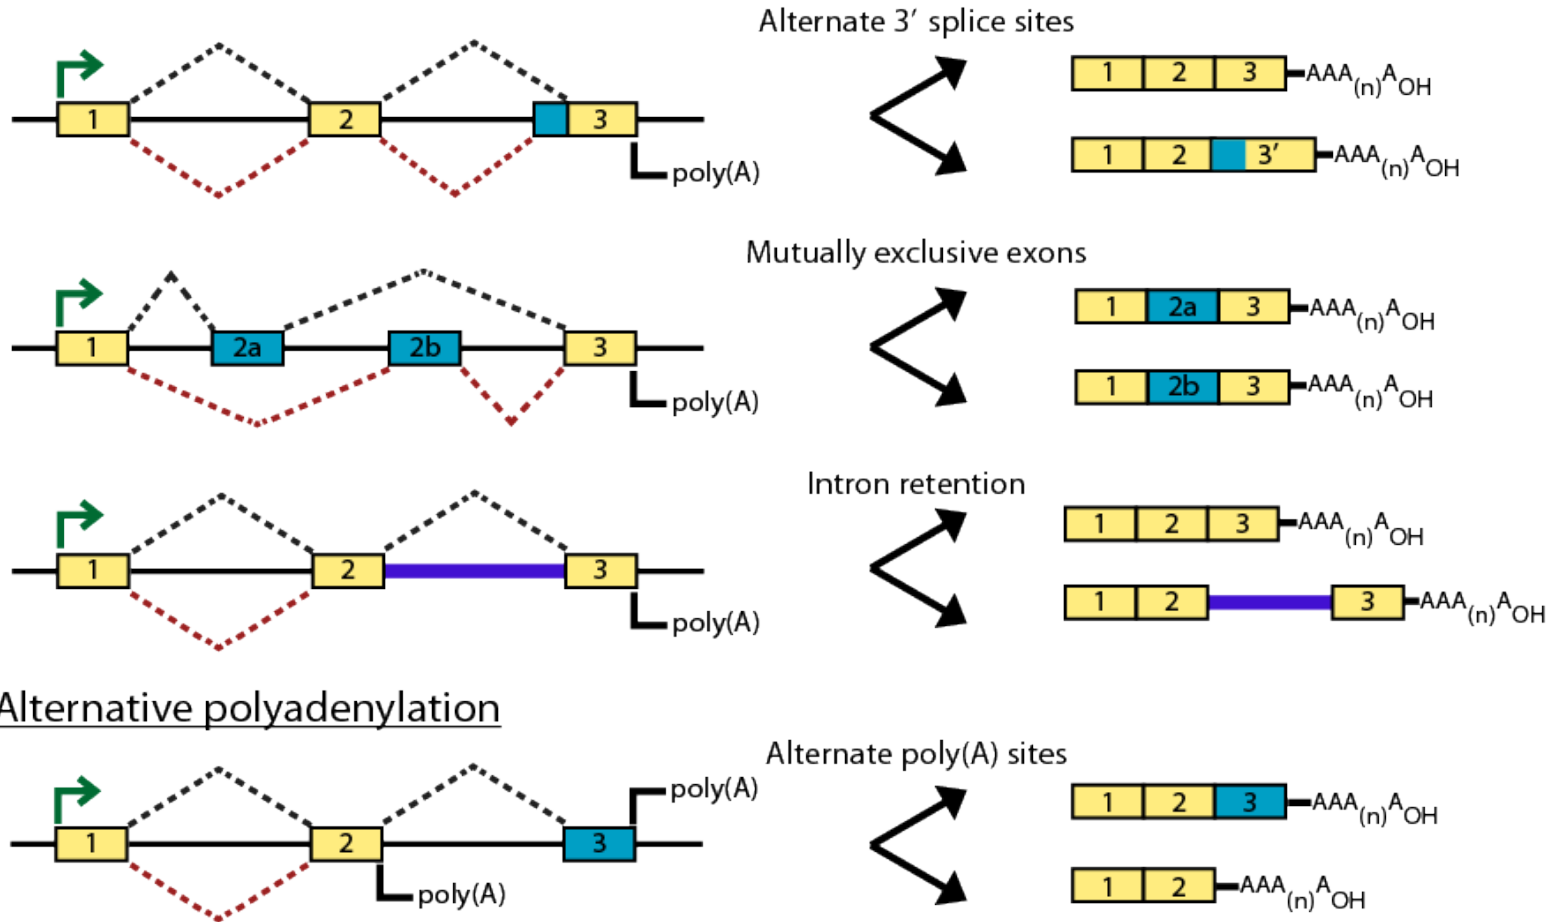 Alternate 3′ splice sites
1 2 3 AAA(n)AOH
1 2 3
poly(A)
1 2 3′ AAA(n)AOH
Mutually exclusive exons
1 2a 3 AAA(n)AOH
1 2a 2b 3
poly(A)
1 2b 3 AAA(n)AOH
Intron retention
1 2 3 AAA(n)AOH
1 2 3
poly(A)
1 2 3 AAA(n)AOH
Alternative polyadenylation
Alternate poly(A) sites
poly(A)
1 2 3 AAA(n)AOH
1 2 3
poly(A)
1 2 AAA(n)AOH